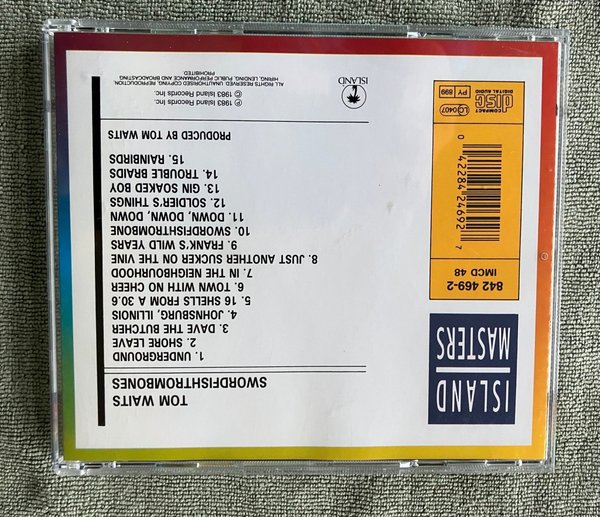 TOM WAITS
SWORDFISHTROMBONES
1. UNDERGROUND
2. SHORE LEAVE
3. DAVE THE BUTCHER
4. JOHNSBURG, ILLINOIS
5. 16 SHELLS FROM A 30.6
6. TOWN WITH NO CHEER
7. IN THE NEIGHBOURHOOD
8. JUST ANOTHER SUCKER ON THE VINE
9. FRANK'S WILD YEARS
10. SWORDFISHTROMBONE
11. DOWN, DOWN, DOWN
12. SOLDIER'S THINGS
13. GIN SOAKED BOY
14. TROUBLE BRAIDS
15. RAINBIRDS
PRODUCED BY TOM WAITS
℗ 1983 Island Records Inc.
© 1983 Island Records Inc.
ALL RIGHTS RESERVED. UNAUTHORISED COPYING, REPRODUCTION,
HIRING, LENDING, PUBLIC PERFORMANCE AND BROADCASTING
PROHIBITED.
ISLAND
ISLAND
MASTERS
842 469-2
IMCD 48
0 42284 24692 7
LC 0407
PY 899
COMPACT
disc
DIGITAL AUDIO